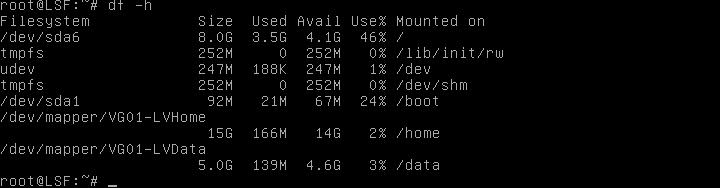 root@LSF:~# df -h
Filesystem            Size  Used Avail Use% Mounted on
/dev/sda6             8.0G  3.5G  4.1G  46% /
tmpfs                 252M     0  252M   0% /lib/init/rw
udev                  247M  188K  247M   1% /dev
tmpfs                 252M     0  252M   0% /dev/shm
/dev/sda1              92M   21M   67M  24% /boot
/dev/mapper/VG01-LVHome
                       15G  166M   14G   2% /home
/dev/mapper/VG01-LVData
                      5.0G  139M  4.6G   3% /data
root@LSF:~# _